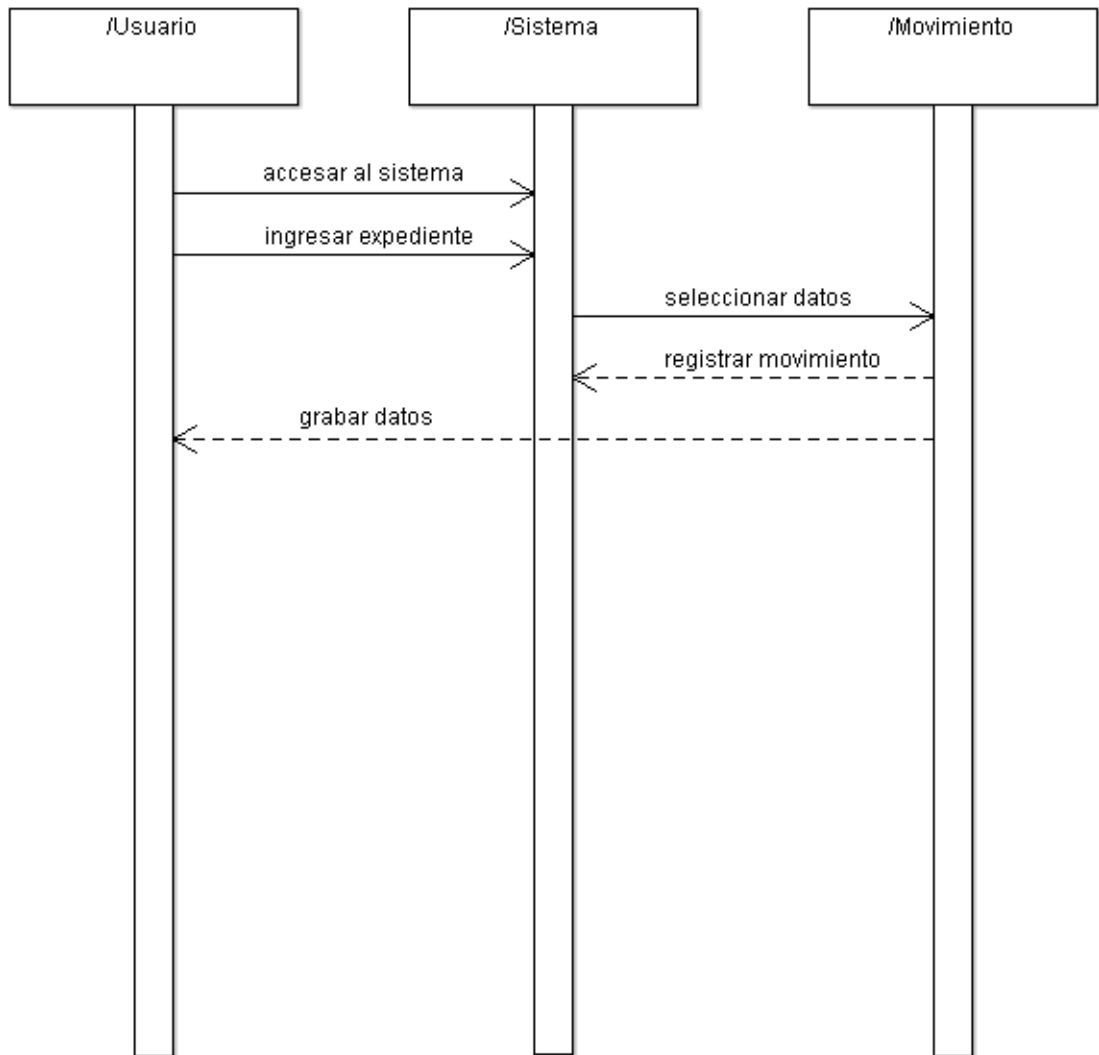 /Usuario
/Sistema
/Movimiento
accesar al sistema
ingresar expediente
seleccionar datos
registrar movimiento
grabar datos